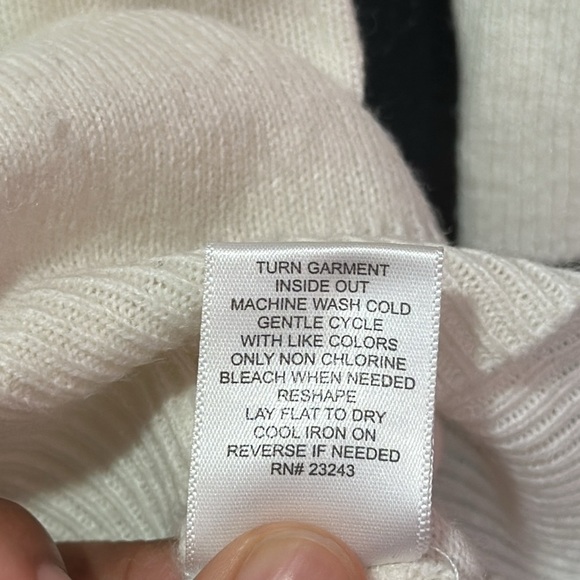 TURN GARMENT
INSIDE OUT
MACHINE WASH COLD
GENTLE CYCLE
WITH LIKE COLORS
ONLY NON CHLORINE
BLEACH WHEN NEEDED
RESHAPE
LAY FLAT TO DRY
COOL IRON ON
REVERSE IF NEEDED
RN# 23243